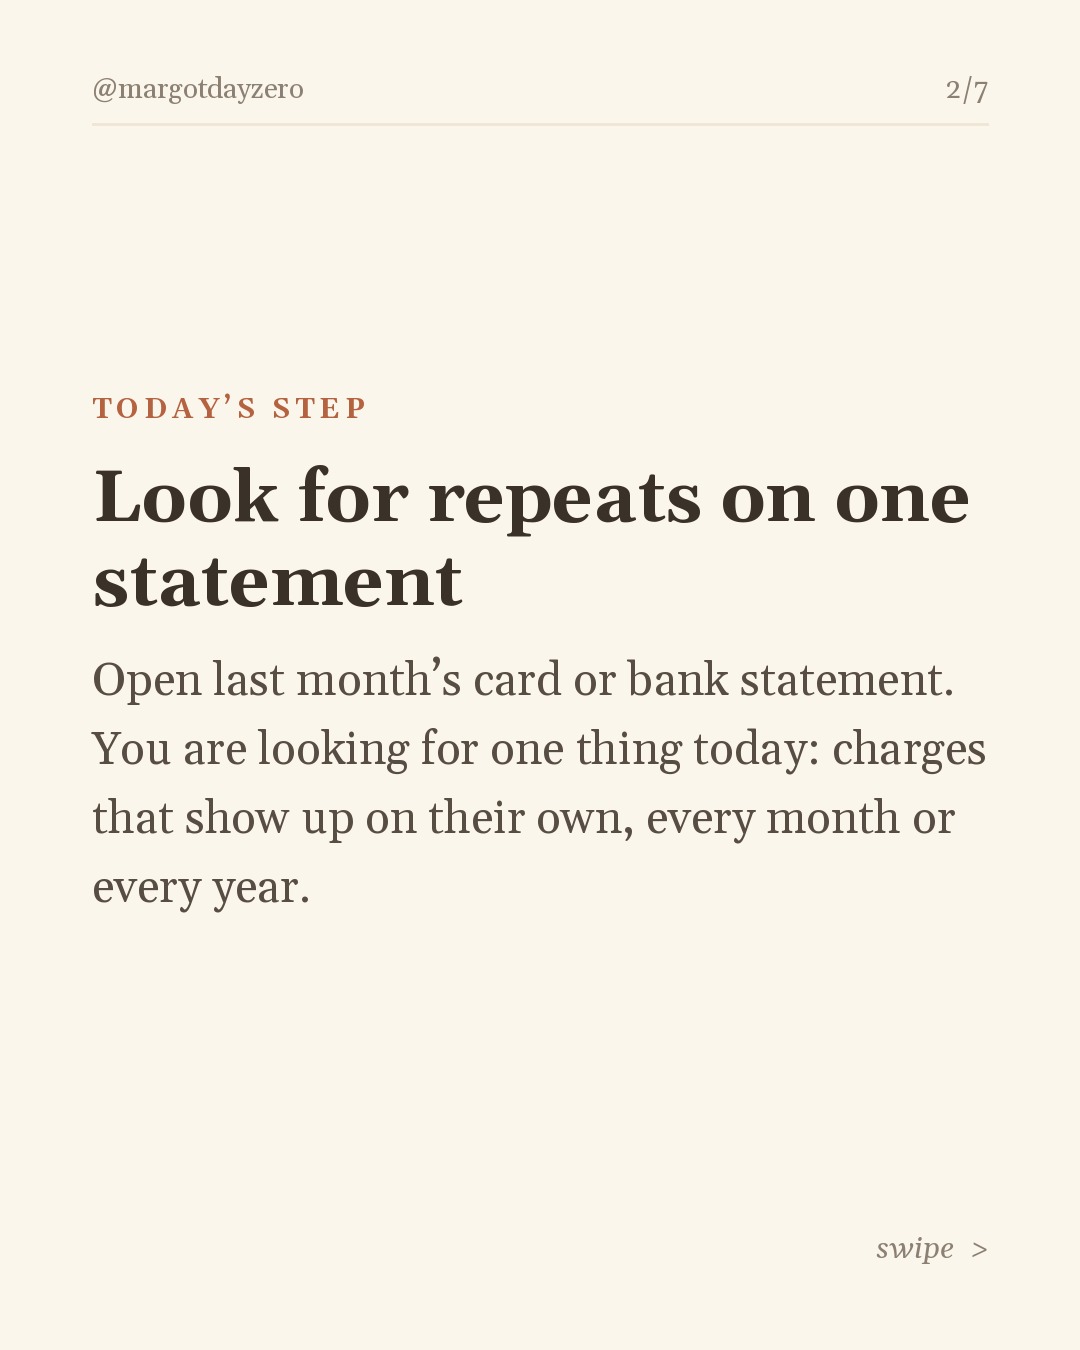 @margotdayzero
2/7
TODAY’S STEP
Look for repeats on one
statement
Open last month’s card or bank statement.
You are looking for one thing today: charges
that show up on their own, every month or
every year.
swipe >